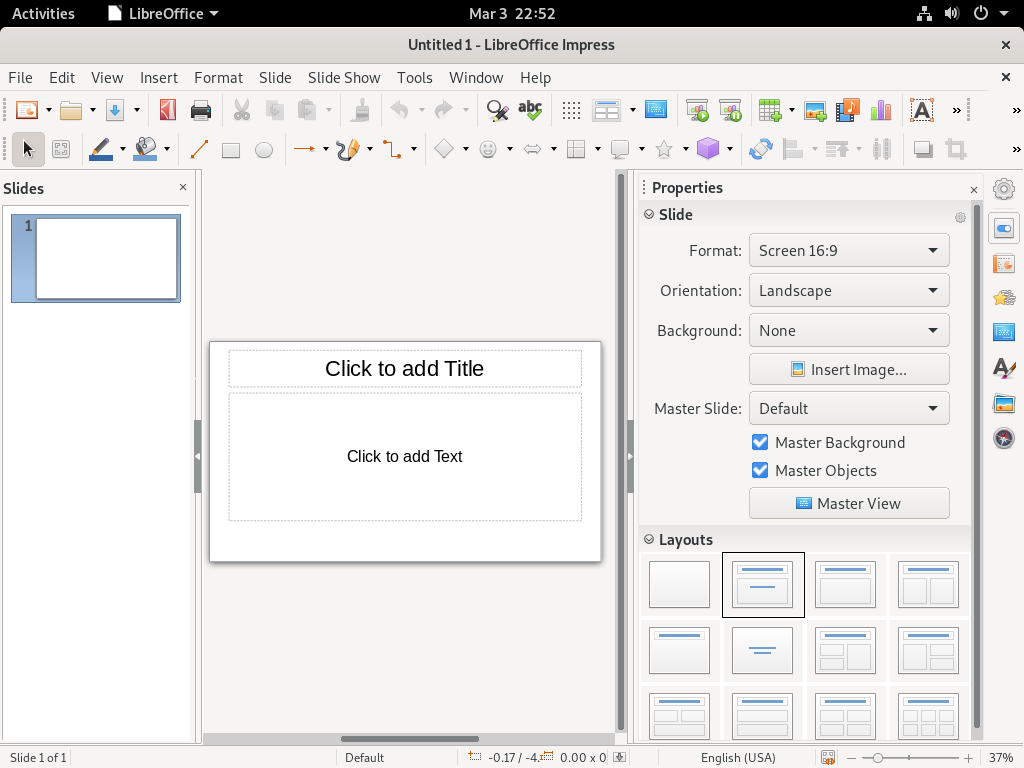 Activities
LibreOffice
Mar 3 22:52
Untitled 1 - LibreOffice Impress
File Edit View Insert Format Slide Slide Show Tools Window Help
abc
A
Slides
1
Click to add Title
Click to add Text
Properties
Slide
Format: Screen 16:9
Orientation: Landscape
Background: None
Insert Image...
Master Slide: Default
Master Background
Master Objects
Master View
Layouts
Slide 1 of 1
Default
-0.17 / -4.
0.00 x 0
English (USA)
37%